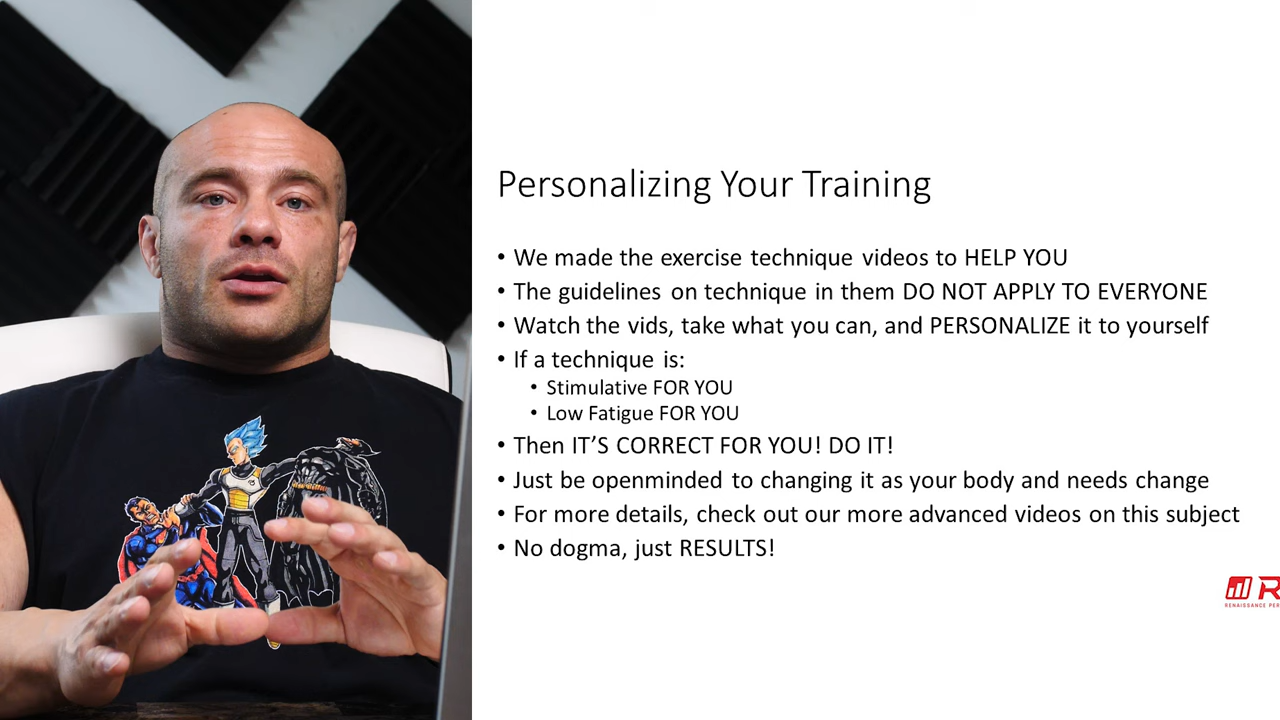 Personalizing Your Training
• We made the exercise technique videos to HELP YOU
• The guidelines on technique in them DO NOT APPLY TO EVERYONE
• Watch the vids, take what you can, and PERSONALIZE it to yourself
• If a technique is:
• Stimulative FOR YOU
• Low Fatigue FOR YOU
• Then IT’S CORRECT FOR YOU! DO IT!
• Just be openminded to changing it as your body and needs change
• For more details, check out our more advanced videos on this subject
• No dogma, just RESULTS!
R
RENAISSANCE PER